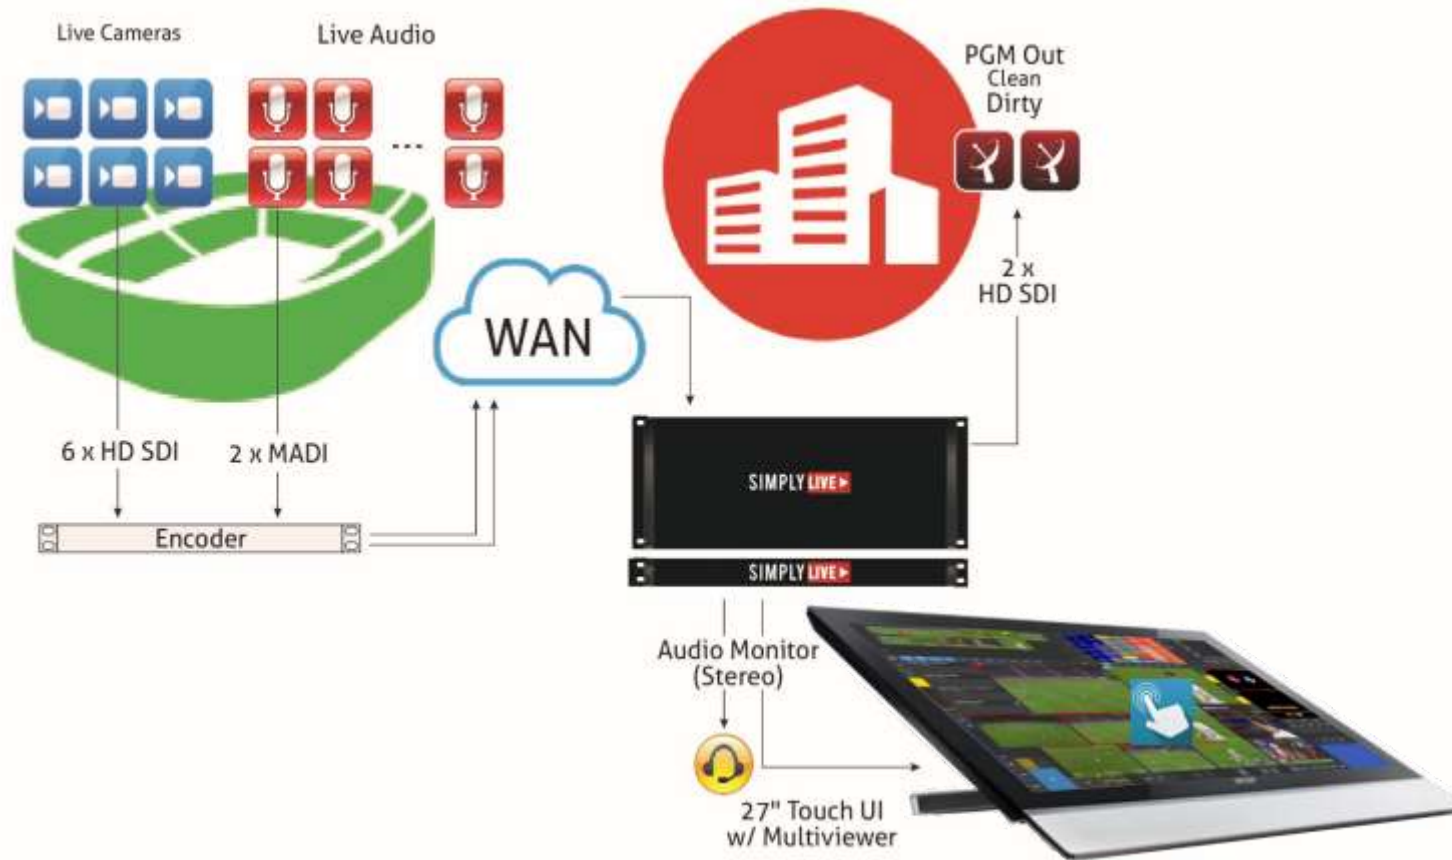 Live Cameras
Live Audio
...
PGM Out
Clean
Dirty
2 x
HD SDI
WAN
6 x HD SDI
2 x MADI
Encoder
SIMPLY LIVE
SIMPLY LIVE
Audio Monitor
(Stereo)
27" Touch UI
w/ Multiviewer